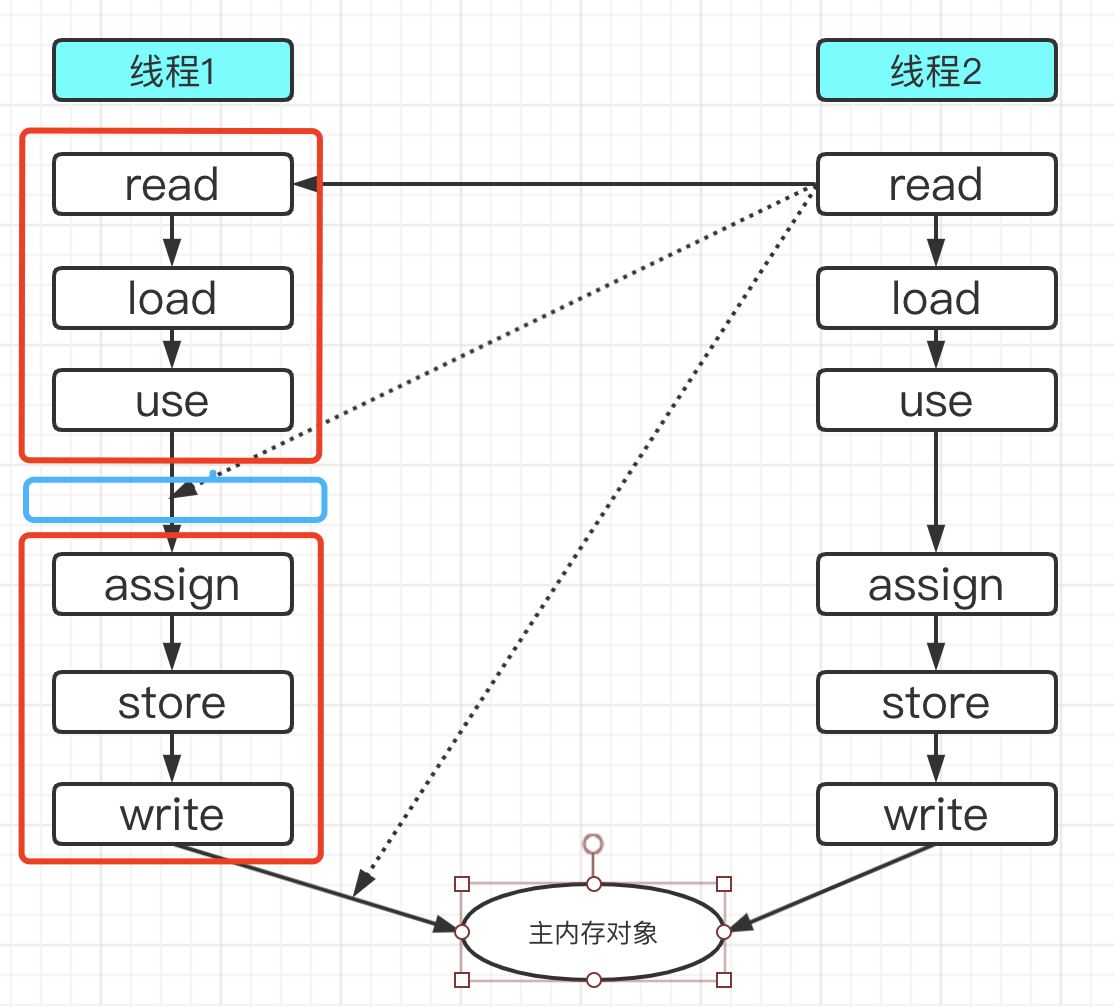 线程1
线程2
read
read
load
load
use
use
assign
assign
store
store
write
write
主内存对象